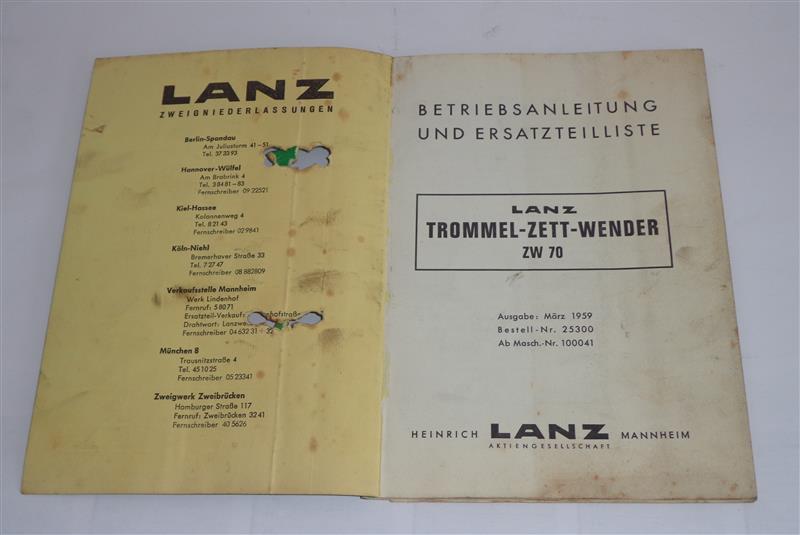 LANZ
ZWEIGNIEDERLASSUNGEN
Berlin-Spandau
Am Juliusturm 41–51
Tel. 37 33 93
Hannover-Wülfel
Am Brabrink 4
Tel. 3 84 81–83
Fernschreiber 09 22521
Kiel-Hassee
Kolonnenweg 4
Tel. 8 21 43
Fernschreiber 02 9841
Köln-Niehl
Bremerhaver Straße 33
Tel. 7 27 47
Fernschreiber 08 882809
Verkaufsstelle Mannheim
Werk Lindenhof
Fernruf: 5 80 71
Ersatzteil-Verkauf
Drahtwort:
Fernschreiber 04 632 31 + 32
München 8
Trausnitzstraße 4
Tel. 45 10 25
Fernschreiber 05 23341
Zweigwerk Zweibrücken
Homburger Straße 117
Fernruf: Zweibrücken 32 41
Fernschreiber 40 5626
BETRIEBSANLEITUNG
UND ERSATZTEILLISTE
LANZ
TROMMEL-ZETT-WENDER
ZW 70
Ausgabe: März 1959
Bestell-Nr. 25300
Ab Masch.-Nr. 100041
HEINRICH LANZ MANNHEIM
AKTIENGESELLSCHAFT